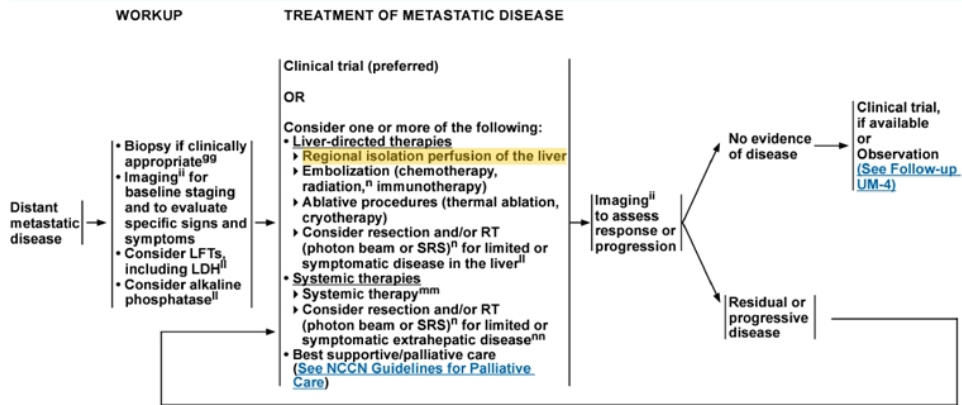 WORKUP
TREATMENT OF METASTATIC DISEASE
Distant
metastatic
disease
• Biopsy if clinically
appropriategg
• Imagingii for
baseline staging
and to evaluate
specific signs and
symptoms
• Consider LFTs,
including LDHjj
• Consider alkaline
phosphatasejj
Clinical trial (preferred)
OR
Consider one or more of the following:
• Liver-directed therapies
Regional isolation perfusion of the liver
Embolization (chemotherapy,
radiation,n immunotherapy)
Ablative procedures (thermal ablation,
cryotherapy)
Consider resection and/or RT
(photon beam or SRS)n for limited or
symptomatic disease in the liverll
• Systemic therapies
Systemic therapymm
Consider resection and/or RT
(photon beam or SRS)n for limited or
symptomatic extrahepatic diseasenn
• Best supportive/palliative care
(See NCCN Guidelines for Palliative
Care)
Imagingii
to assess
response or
progression
No evidence
of disease
Clinical trial,
if available
or
Observation
(See Follow-up
UM-4)
Residual or
progressive
disease